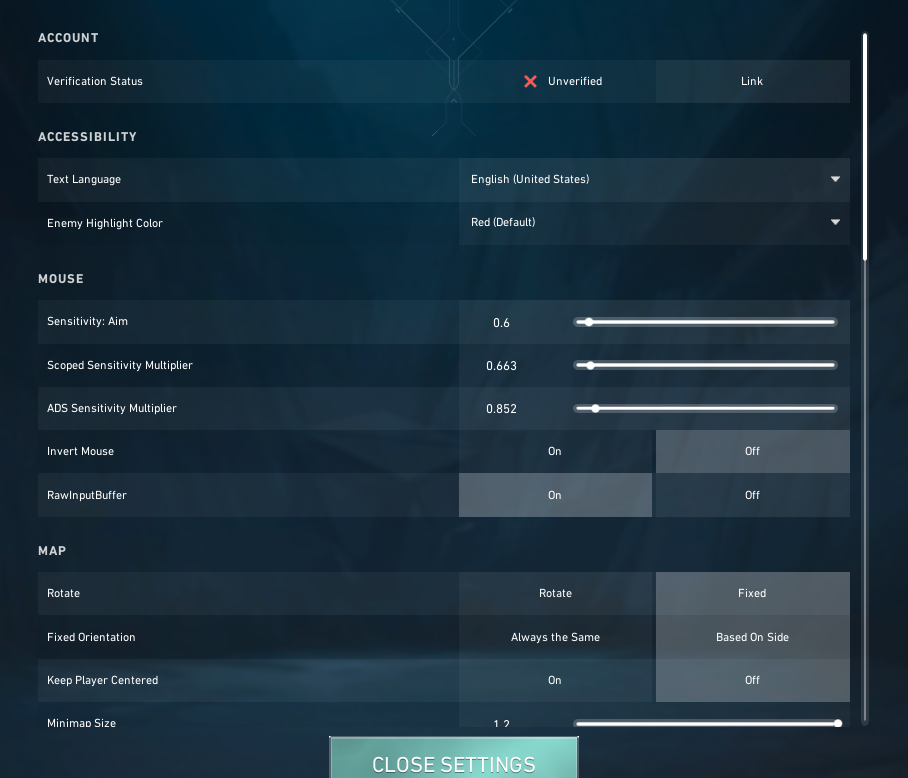 ACCOUNT
Verification Status Unverified Link
ACCESSIBILITY
Text Language English (United States)
Enemy Highlight Color Red (Default)
MOUSE
Sensitivity: Aim 0.6
Scoped Sensitivity Multiplier 0.663
ADS Sensitivity Multiplier 0.852
Invert Mouse On Off
RawInputBuffer On Off
MAP
Rotate Rotate Fixed
Fixed Orientation Always the Same Based On Side
Keep Player Centered On Off
Minimap Size 1.2
CLOSE SETTINGS